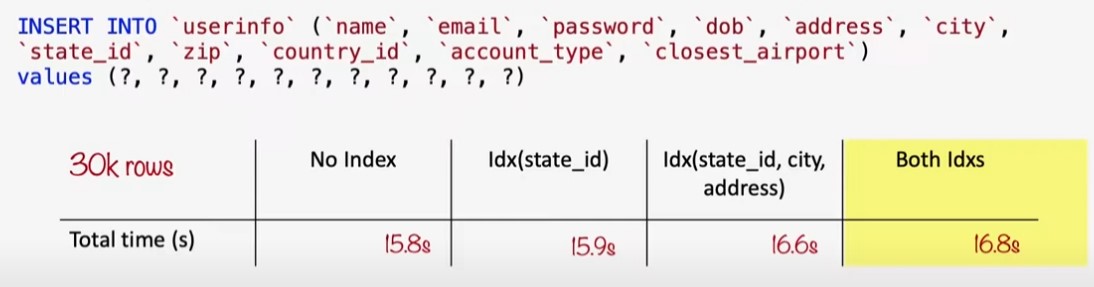 INSERT INTO `userinfo` (`name`, `email`, `password`, `dob`, `address`, `city`,
`state_id`, `zip`, `country_id`, `account_type`, `closest_airport`)
values (?, ?, ?, ?, ?, ?, ?, ?, ?, ?, ?)
30k rows No Index Idx(state_id) Idx(state_id, city, Both Idxs
address)
Total time (s) 15.8s 15.9s 16.6s 16.8s